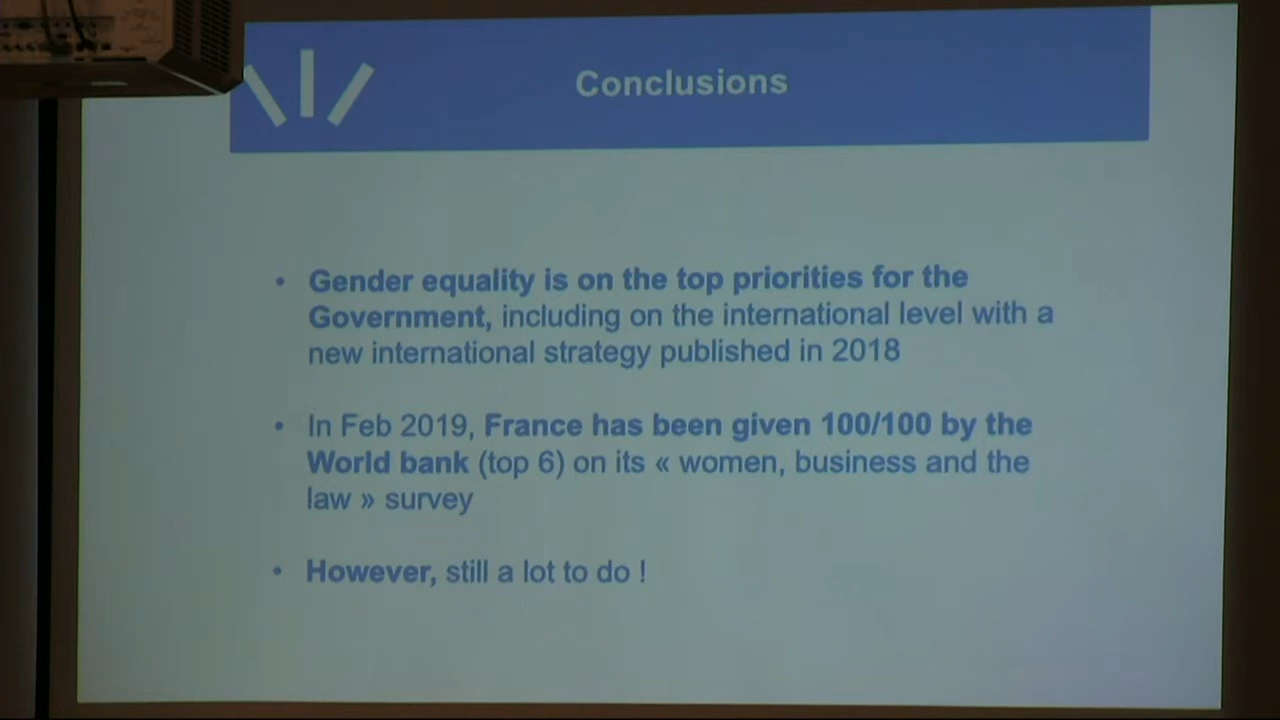 Conclusions
• Gender equality is on the top priorities for the
Government, including on the international level with a
new international strategy published in 2018
• In Feb 2019, France has been given 100/100 by the
World bank (top 6) on its « women, business and the
law » survey
• However, still a lot to do !